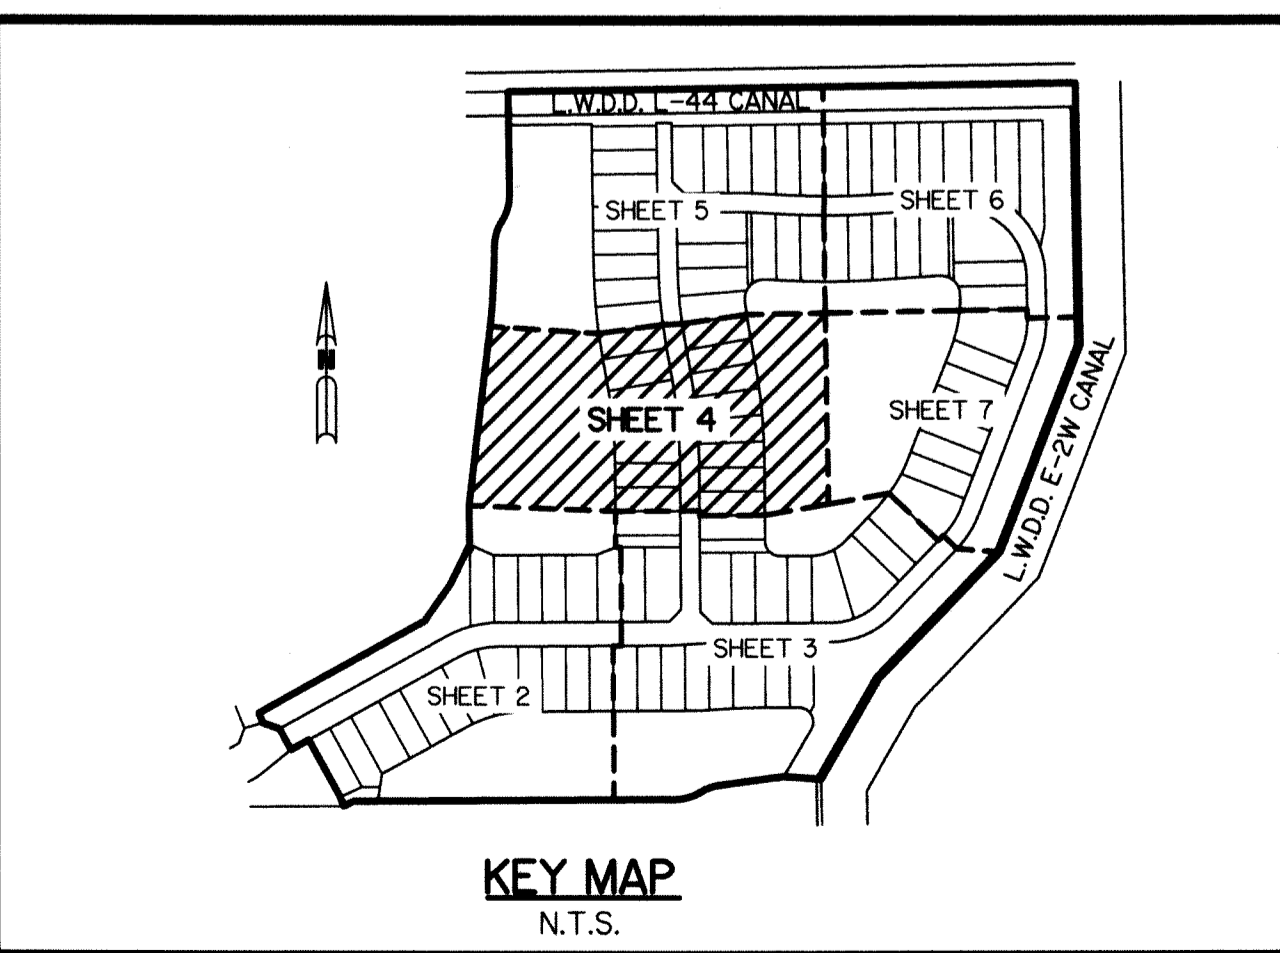 L.W.D.D. L-44 CANAL
SHEET 5
SHEET 6
N
SHEET 4
SHEET 7
L.W.D.D. E-2W CANAL
SHEET 3
SHEET 2
KEY MAP
N.T.S.